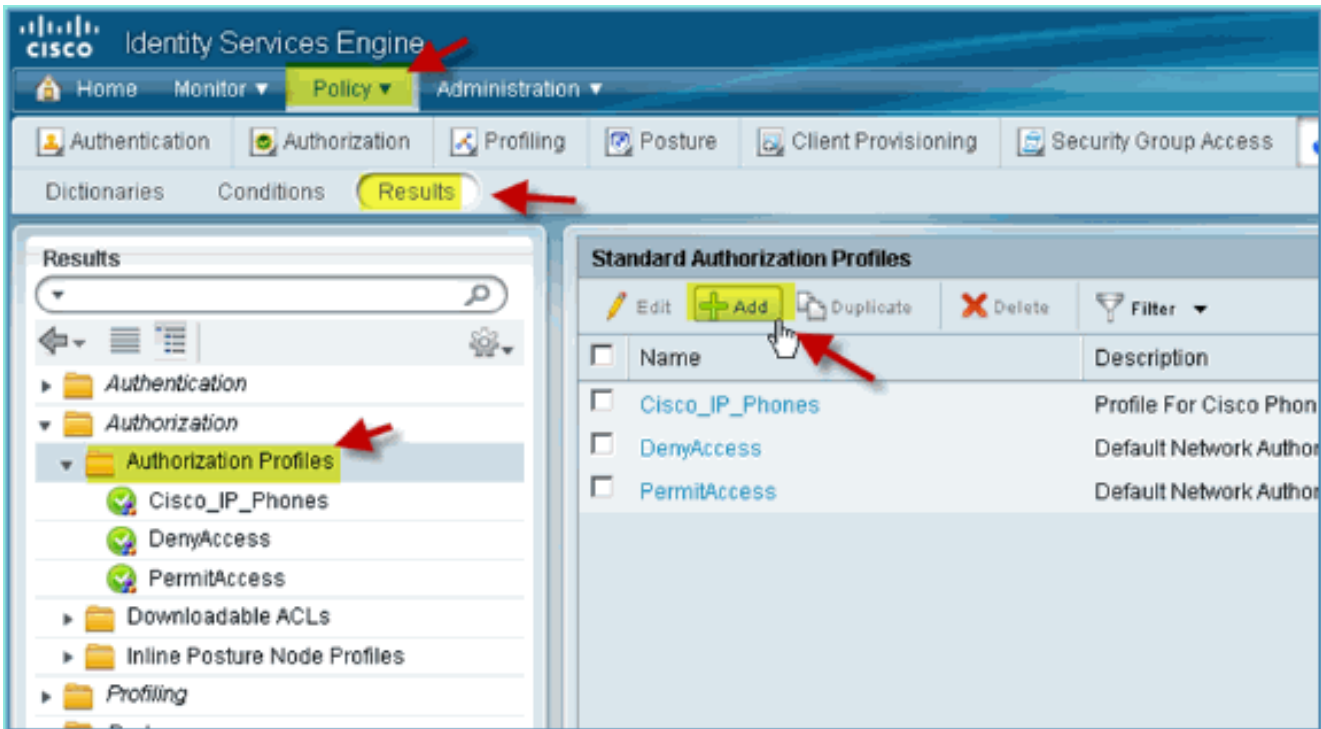 CISCO Identity Services Engine
Home Monitor Policy Administration
Authentication Authorization Profiling Posture Client Provisioning Security Group Access
Dictionaries Conditions Results
Results
Authentication
Authorization
Authorization Profiles
Cisco_IP_Phones
DenyAccess
PermitAccess
Downloadable ACLs
Inline Posture Node Profiles
Profiling
Standard Authorization Profiles
Edit Add Duplicate Delete Filter
Name Description
Cisco_IP_Phones Profile For Cisco Phon
DenyAccess Default Network Author
PermitAccess Default Network Author